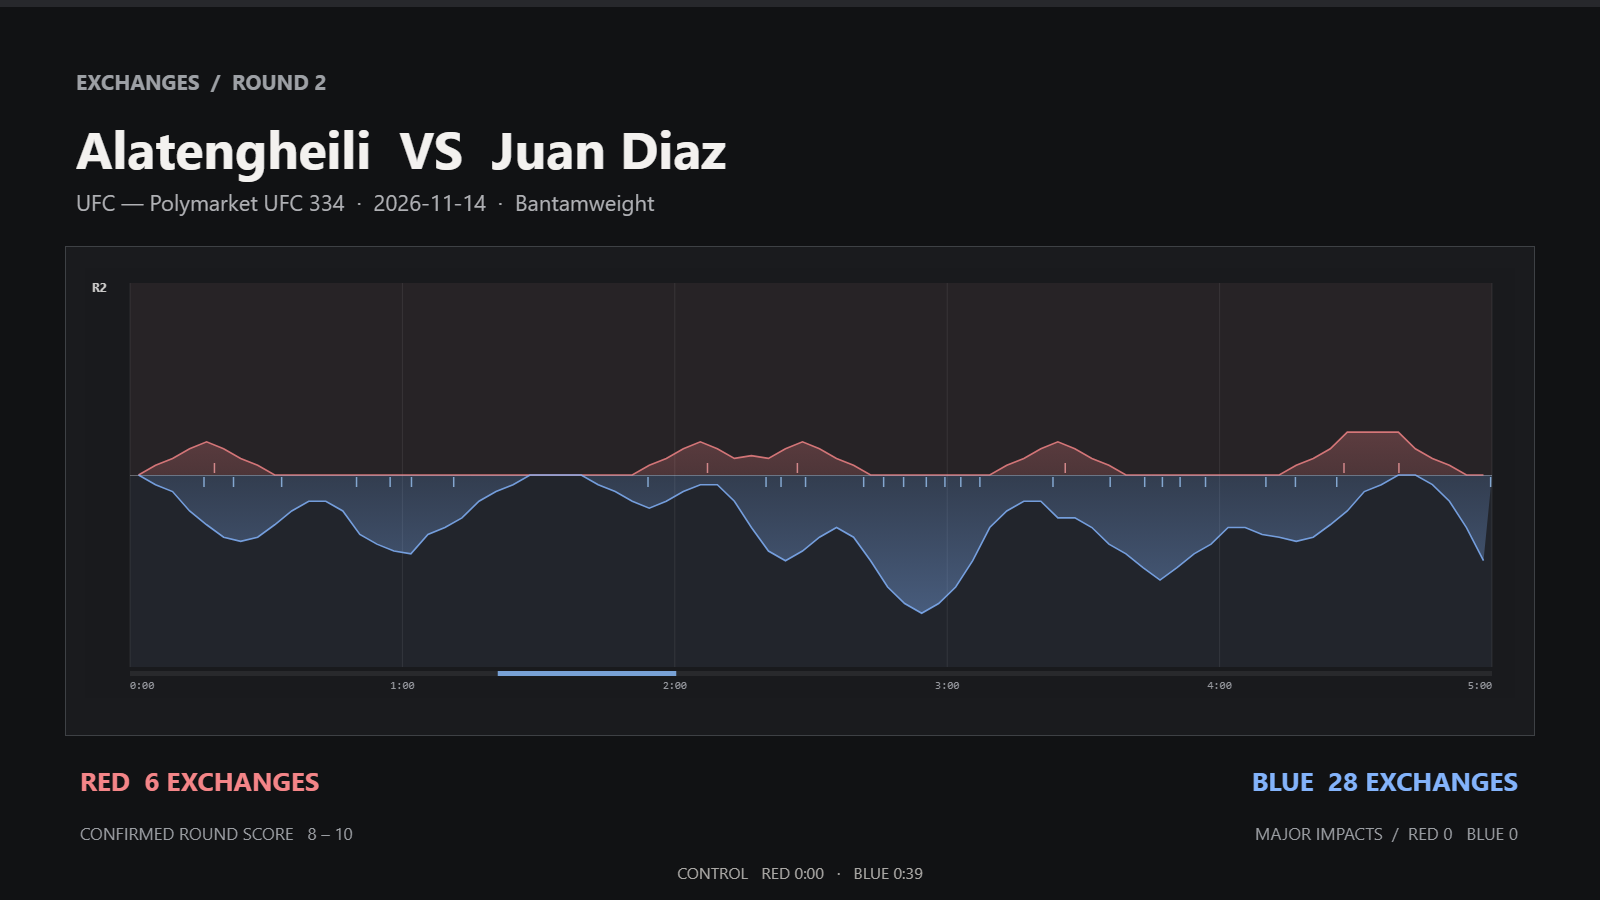 EXCHANGES / ROUND 2
Alatengheili VS Juan Diaz
UFC — Polymarket UFC 334 · 2026-11-14 · Bantamweight
R2
0:00 1:00 2:00 3:00 4:00 5:00
RED 6 EXCHANGES
BLUE 28 EXCHANGES
CONFIRMED ROUND SCORE 8 – 10
MAJOR IMPACTS / RED 0 BLUE 0
CONTROL RED 0:00 · BLUE 0:39